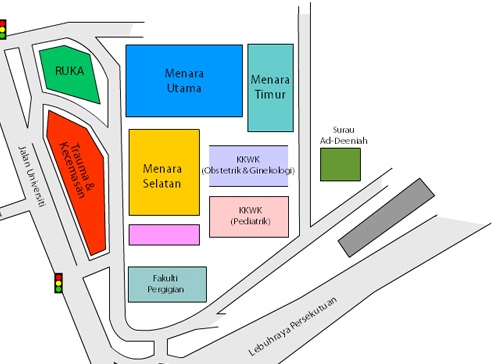 RUKA
Menara
Utama
Menara
Timur
Surau
Ad-Deeniah
Trauma &
Kecemasan
Menara
Selatan
KKWK
(Obstetrik & Ginekologi)
KKWK
(Pediatrik)
Jalan Universiti
Fakulti
Pergigian
Lebuhraya Persekutuan